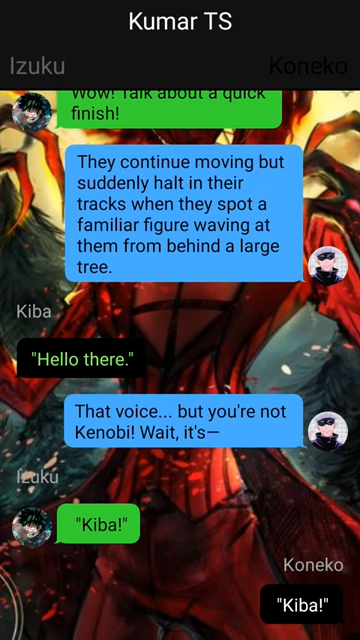 Kumar TS
Izuku
Koneko
Wow! Talk about a quick
finish!
They continue moving but
suddenly halt in their
tracks when they spot a
familiar figure waving at
them from behind a large
tree.
Kiba
"Hello there."
That voice... but you're not
Kenobi! Wait, it's—
Izuku
"Kiba!"
Koneko
"Kiba!"